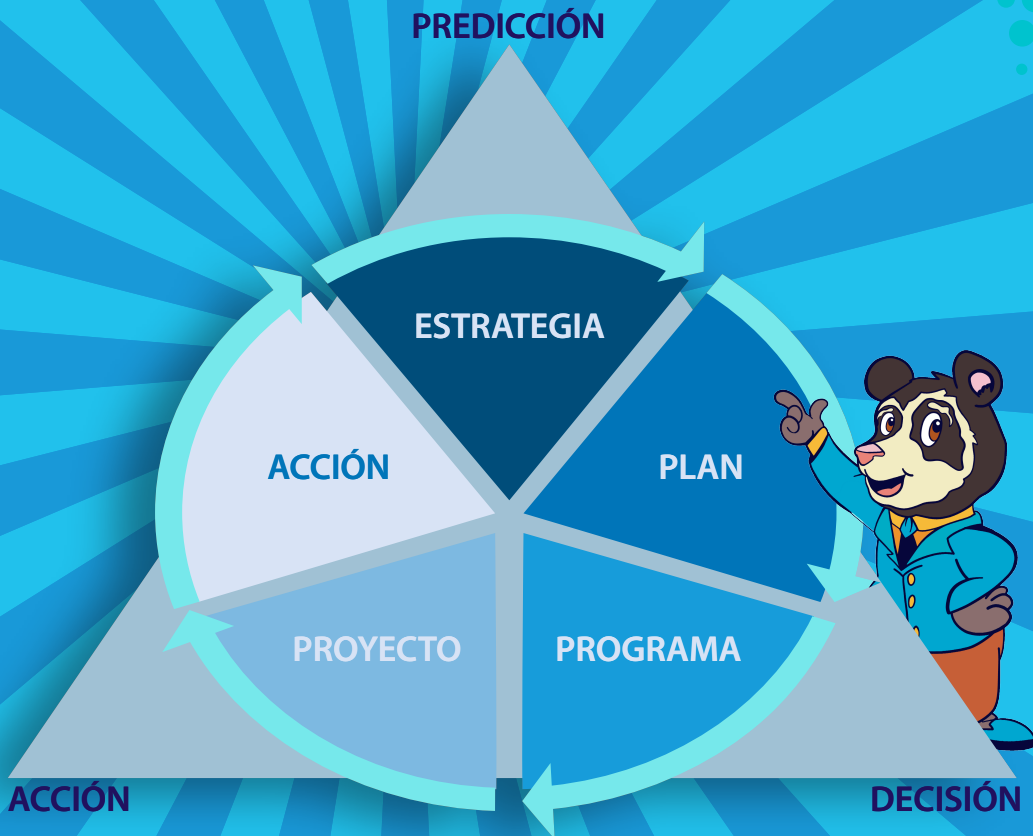 PREDICCIÓN
ESTRATEGIA
ACCIÓN
PLAN
PROYECTO
PROGRAMA
ACCIÓN
DECISIÓN